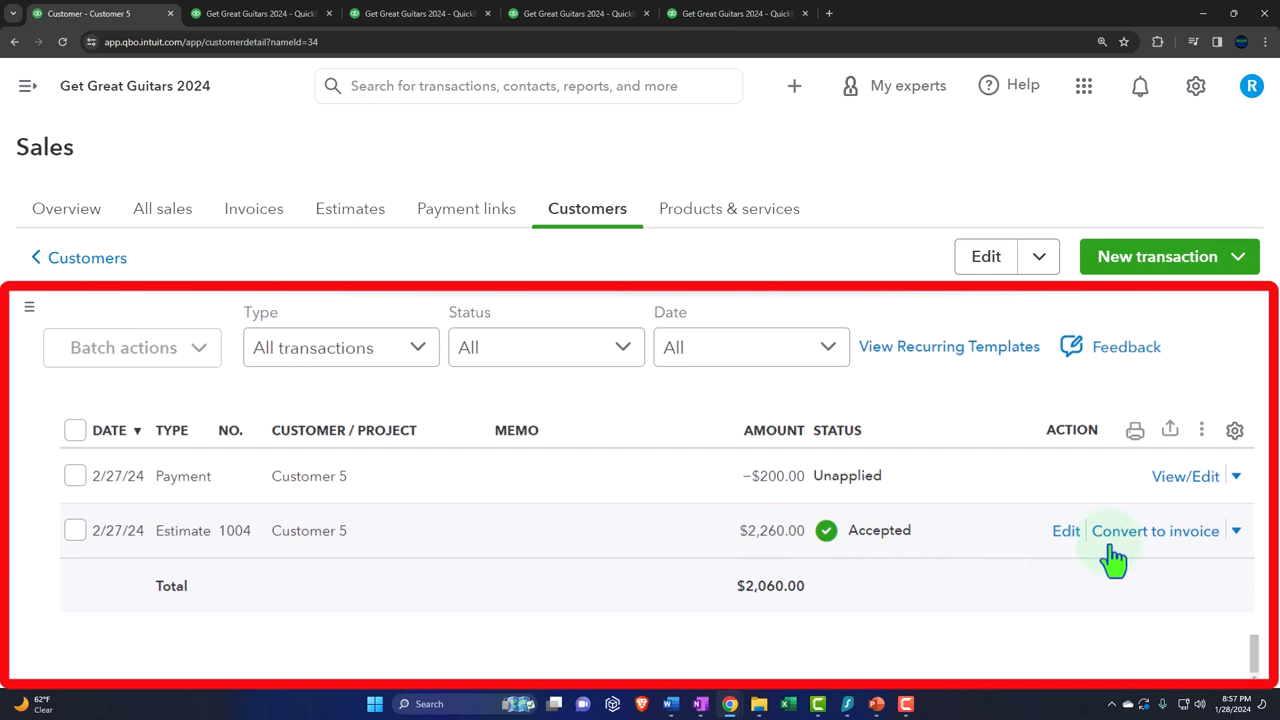 Customer - Customer 5
Get Great Guitars 2024 - Quick
Get Great Guitars 2024 - Quick
Get Great Guitars 2024 - Quick
Get Great Guitars 2024 - Quick
app.qbo.intuit.com/app/customerdetail?nameId=34
Get Great Guitars 2024
Search for transactions, contacts, reports, and more
My experts
Help
R
Sales
Overview
All sales
Invoices
Estimates
Payment links
Customers
Products & services
Customers
Edit
New transaction
Type
Status
Date
Batch actions
All transactions
All
All
View Recurring Templates
Feedback
DATE TYPE NO. CUSTOMER / PROJECT MEMO AMOUNT STATUS ACTION
2/27/24 Payment Customer 5 −$200.00 Unapplied View/Edit
2/27/24 Estimate 1004 Customer 5 $2,260.00 Accepted Edit Convert to invoice
Total $2,060.00
62°F
Clear
Search
8:57 PM
1/28/2024